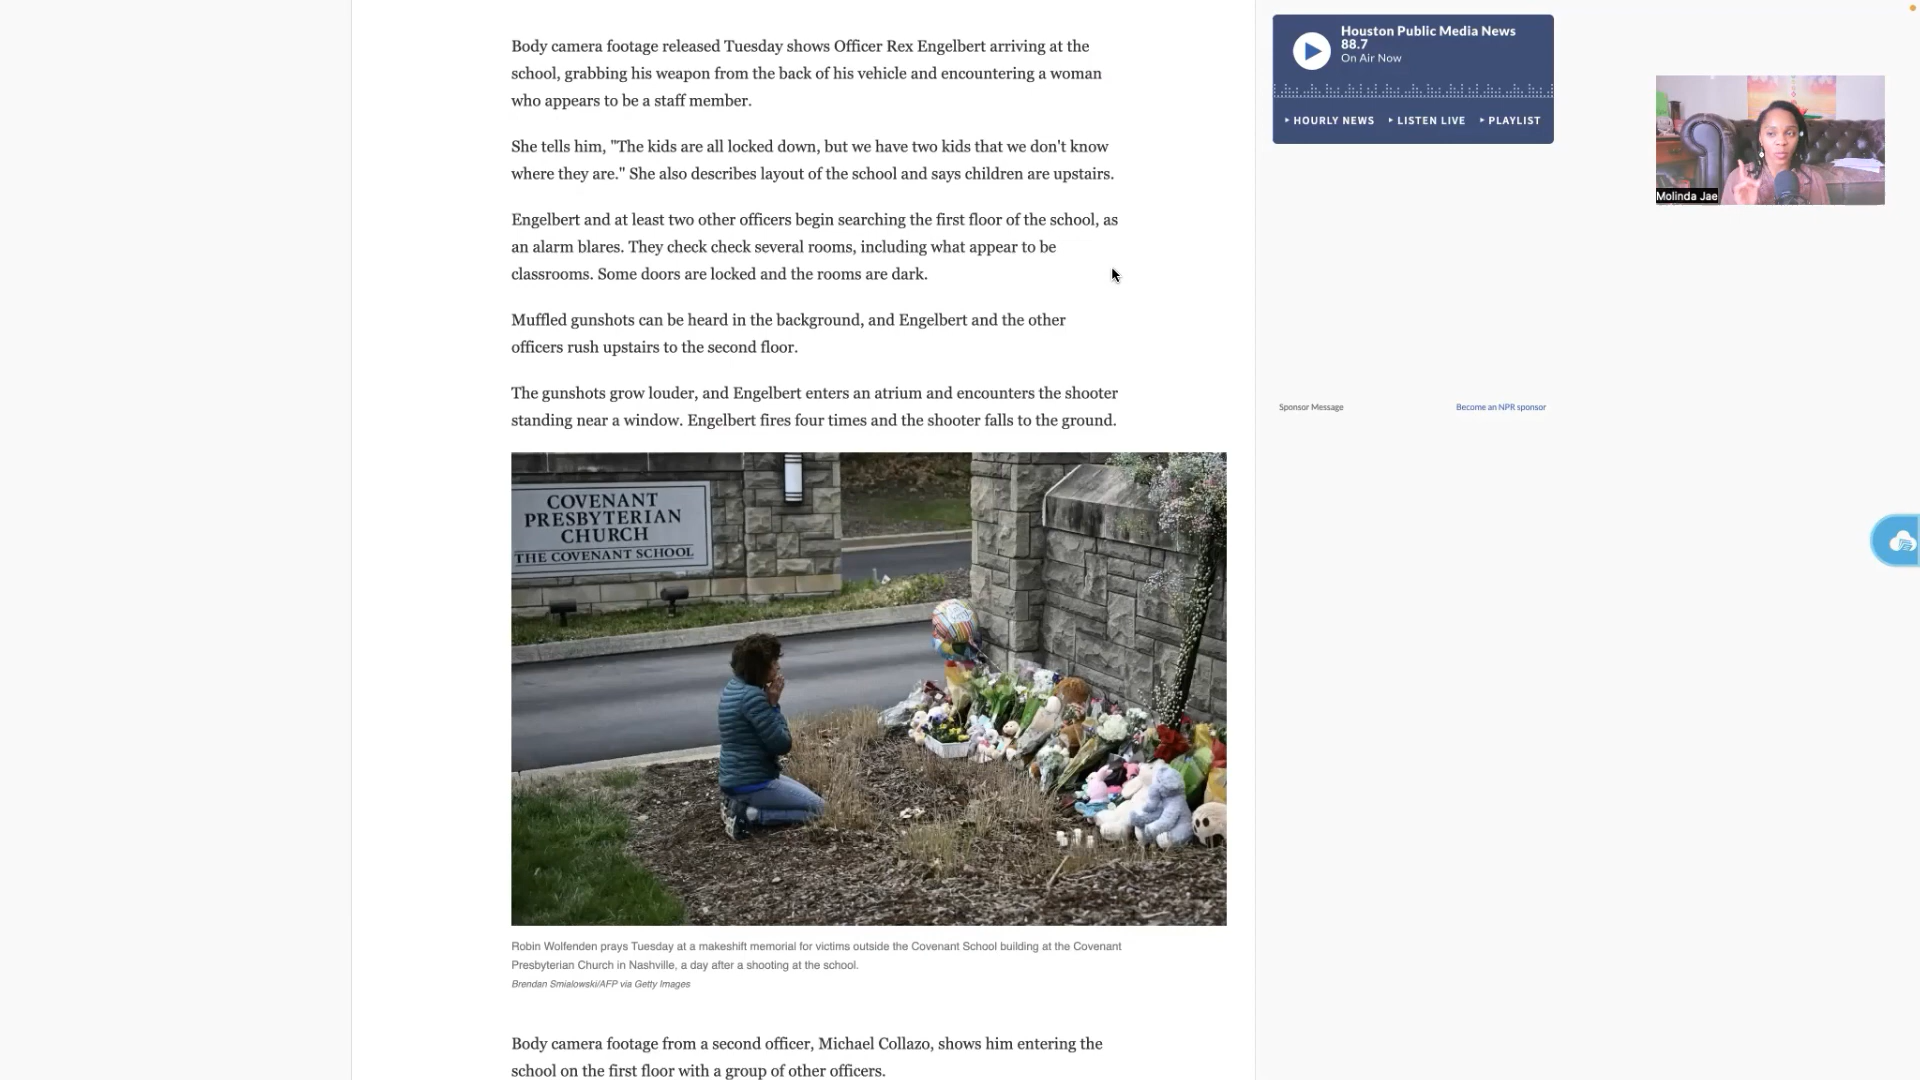 Body camera footage released Tuesday shows Officer Rex Engelbert arriving at the
school, grabbing his weapon from the back of his vehicle and encountering a woman
who appears to be a staff member.
She tells him, "The kids are all locked down, but we have two kids that we don't know
where they are." She also describes layout of the school and says children are upstairs.
Engelbert and at least two other officers begin searching the first floor of the school, as
an alarm blares. They check check several rooms, including what appear to be
classrooms. Some doors are locked and the rooms are dark.
Muffled gunshots can be heard in the background, and Engelbert and the other
officers rush upstairs to the second floor.
The gunshots grow louder, and Engelbert enters an atrium and encounters the shooter
standing near a window. Engelbert fires four times and the shooter falls to the ground.
COVENANT
PRESBYTERIAN
CHURCH
THE COVENANT SCHOOL
Robin Wolfenden prays Tuesday at a makeshift memorial for victims outside the Covenant School building at the Covenant
Presbyterian Church in Nashville, a day after a shooting at the school.
Brendan Smialowski/AFP via Getty Images
Body camera footage from a second officer, Michael Collazo, shows him entering the
school on the first floor with a group of other officers.
Houston Public Media News
88.7
On Air Now
HOURLY NEWS LISTEN LIVE PLAYLIST
Sponsor Message Become an NPR sponsor
Molinda Jae